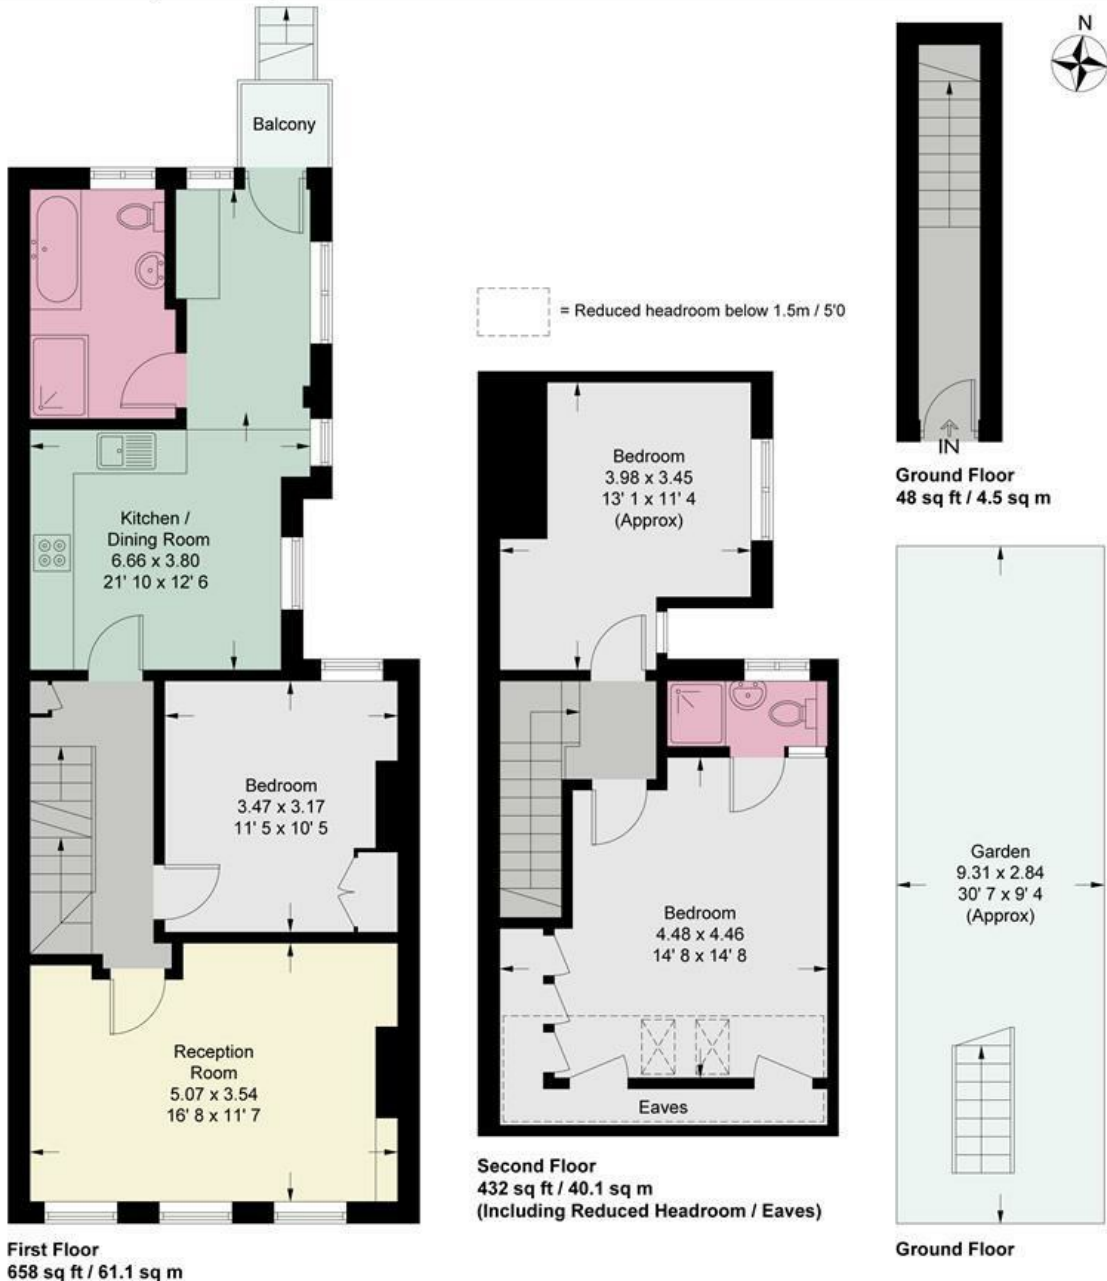 Balcony
N
= Reduced headroom below 1.5m / 5'0
IN
Ground Floor
48 sq ft / 4.5 sq m
Kitchen /
Dining Room
6.66 x 3.80
21' 10 x 12' 6
Bedroom
3.98 x 3.45
13' 1 x 11' 4
(Approx)
Bedroom
3.47 x 3.17
11' 5 x 10' 5
Bedroom
4.48 x 4.46
14' 8 x 14' 8
Garden
9.31 x 2.84
30' 7 x 9' 4
(Approx)
Reception
Room
5.07 x 3.54
16' 8 x 11' 7
Eaves
First Floor
658 sq ft / 61.1 sq m
Second Floor
432 sq ft / 40.1 sq m
(Including Reduced Headroom / Eaves)
Ground Floor